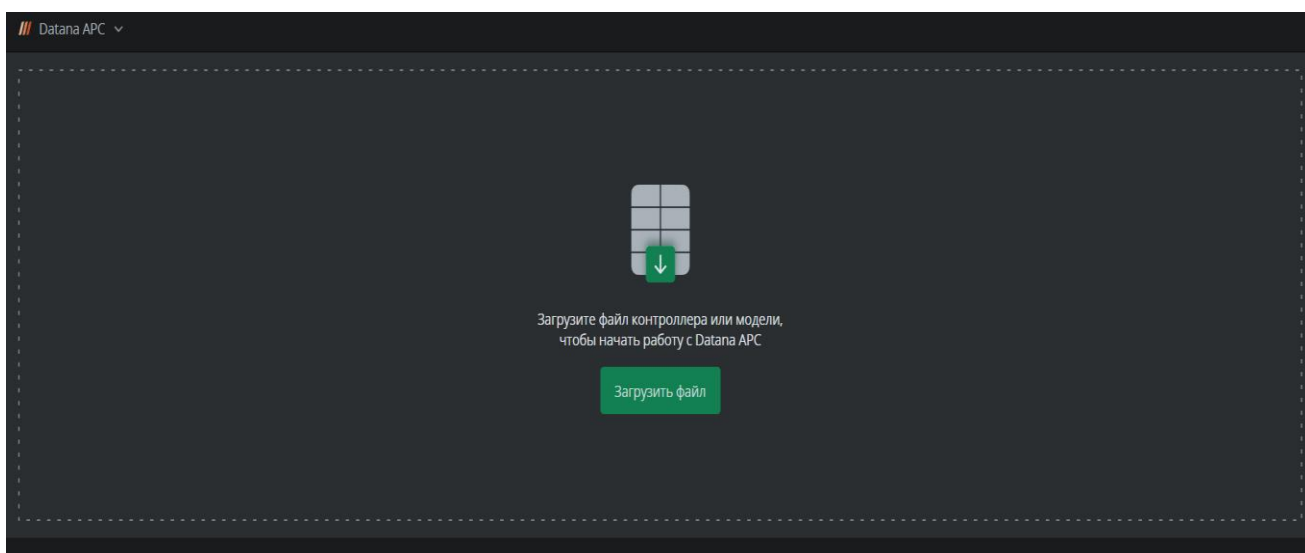 Datana APC
Загрузите файл контроллера или модели,
чтобы начать работу с Datana APC
Загрузить файл